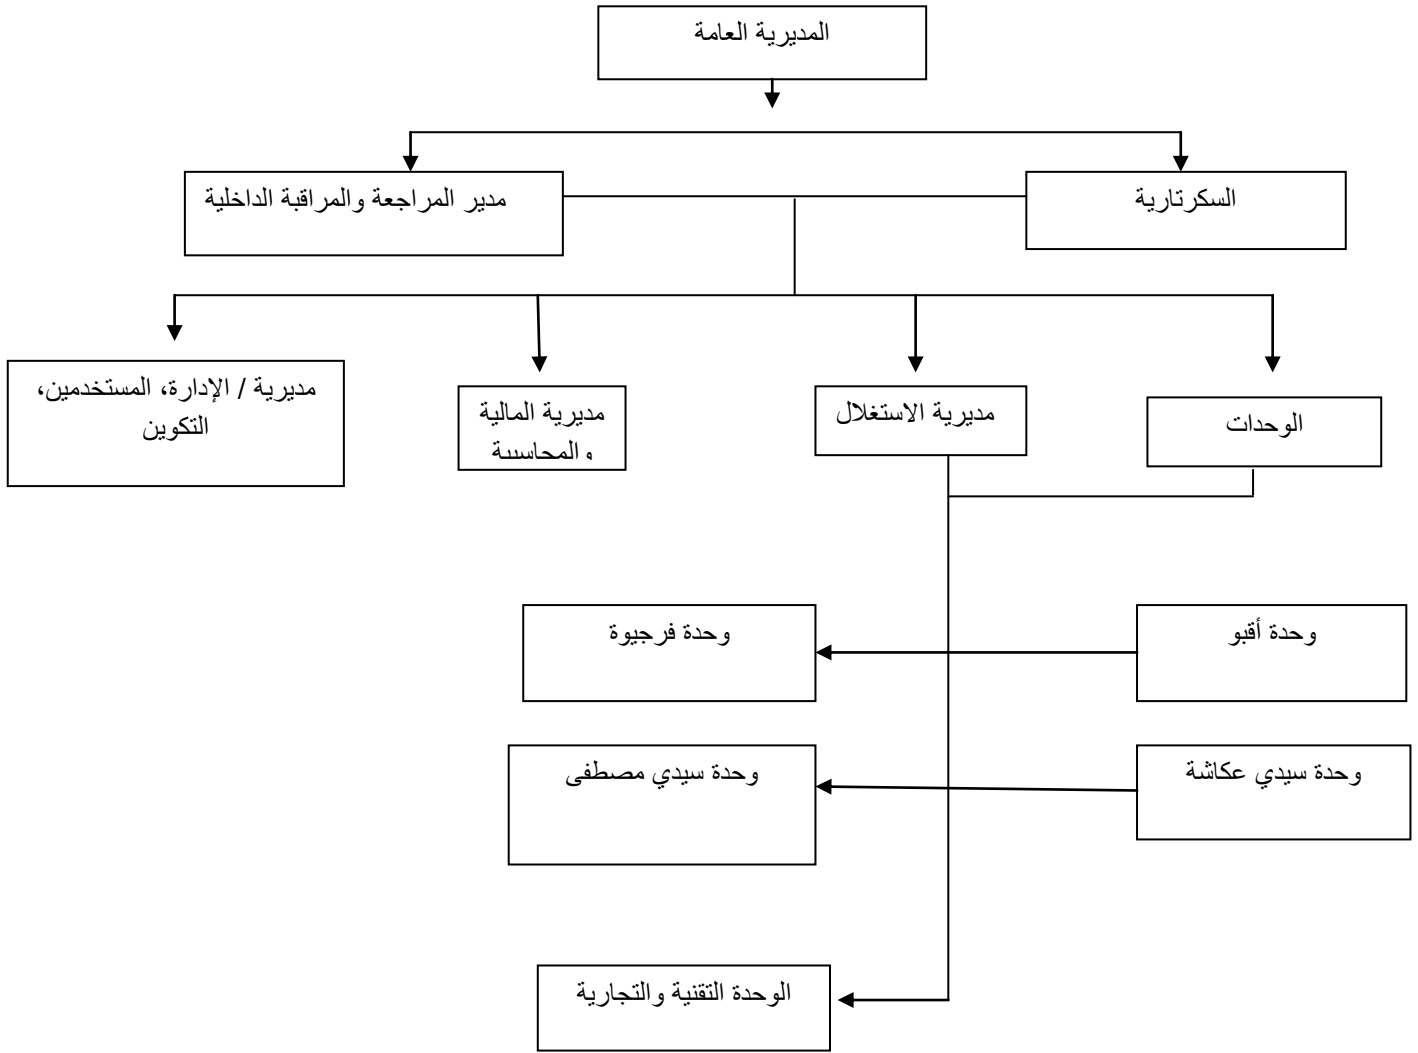 المديرية العامة
السكرتارية
مدير المراجعة والمراقبة الداخلية
الوحدات
مديرية الاستغلال
مديرية المالية
والمحاسبية
مديرية / الإدارة، المستخدمين،
التكوين
وحدة أقبو
وحدة فرجيوة
وحدة سيدي عكاشة
وحدة سيدي مصطفى
الوحدة التقنية والتجارية